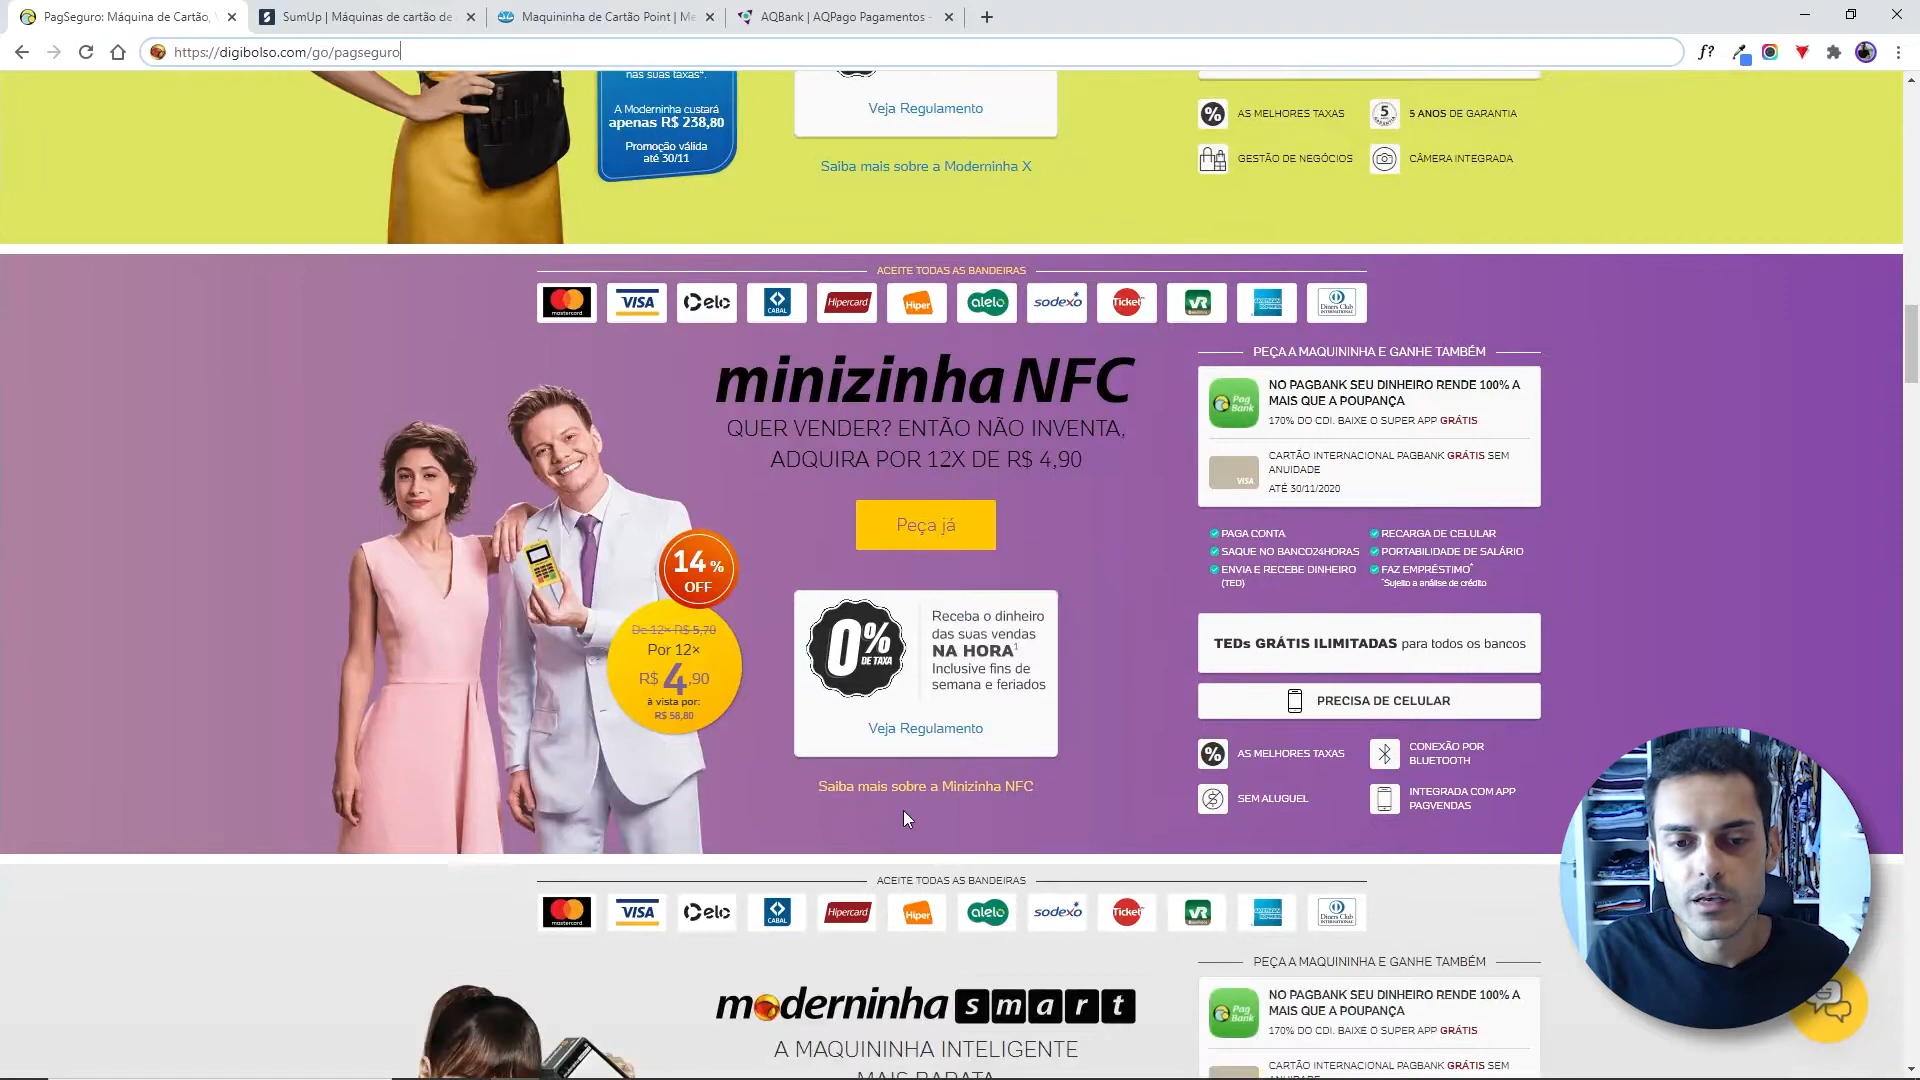 PagSeguro: Máquina de Cartão,
SumUp | Máquinas de cartão de
Maquininha de Cartão Point | Me
AQBank | AQPago Pagamentos -
https://digibolso.com/go/pagseguro
f?
nas suas taxas*.
A Moderninha custará
apenas R$ 238,80
Promoção válida
até 30/11
Veja Regulamento
Saiba mais sobre a Moderninha X
% AS MELHORES TAXAS
5 5 ANOS DE GARANTIA
GESTÃO DE NEGÓCIOS
CÂMERA INTEGRADA
ACEITE TODAS AS BANDEIRAS
mastercard VISA elo CABAL Hipercard Hiper alelo sodexo Ticket VR AMERICAN EXPRESS Diners Club INTERNATIONAL
minizinha NFC
QUER VENDER? ENTÃO NÃO INVENTA,
ADQUIRA POR 12X DE R$ 4,90
Peça já
14% OFF
De 12x R$ 5,70
Por 12x
R$ 4,90
à vista por:
R$ 58,80
0% DE TAXA
Receba o dinheiro
das suas vendas
NA HORA¹
Inclusive fins de
semana e feriados
Veja Regulamento
Saiba mais sobre a Minizinha NFC
PEÇA A MAQUININHA E GANHE TAMBÉM
Pag Bank
NO PAGBANK SEU DINHEIRO RENDE 100% A
MAIS QUE A POUPANÇA
170% DO CDI. BAIXE O SUPER APP GRÁTIS
VISA
CARTÃO INTERNACIONAL PAGBANK GRÁTIS SEM
ANUIDADE
ATÉ 30/11/2020
PAGA CONTA
RECARGA DE CELULAR
SAQUE NO BANCO24HORAS
PORTABILIDADE DE SALÁRIO
ENVIA E RECEBE DINHEIRO
(TED)
FAZ EMPRÉSTIMO*
*Sujeito a análise de crédito
TEDs GRÁTIS ILIMITADAS para todos os bancos
PRECISA DE CELULAR
% AS MELHORES TAXAS
CONEXÃO POR
BLUETOOTH
SEM ALUGUEL
INTEGRADA COM APP
PAGVENDAS
ACEITE TODAS AS BANDEIRAS
mastercard VISA elo CABAL Hipercard Hiper alelo sodexo Ticket VR AMERICAN EXPRESS Diners Club INTERNATIONAL
moderninha smart
A MAQUININHA INTELIGENTE
MAIS BARATA
PEÇA A MAQUININHA E GANHE TAMBÉM
Pag Bank
NO PAGBANK SEU DINHEIRO RENDE 100% A
MAIS QUE A POUPANÇA
170% DO CDI. BAIXE O SUPER APP GRÁTIS
CARTÃO INTERNACIONAL PAGBANK GRÁTIS SEM
ANUIDADE